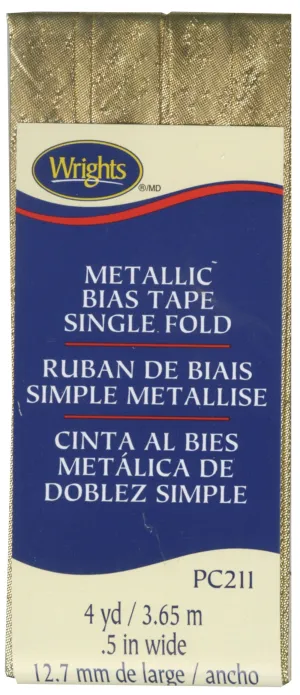 Wrights
®/MD
METALLIC
BIAS TAPE
SINGLE FOLD
RUBAN DE BIAIS
SIMPLE METALLISE
CINTA AL BIES
METÁLICA DE
DOBLEZ SIMPLE
PC211
4 yd / 3.65 m
.5 in wide
12.7 mm de large / ancho